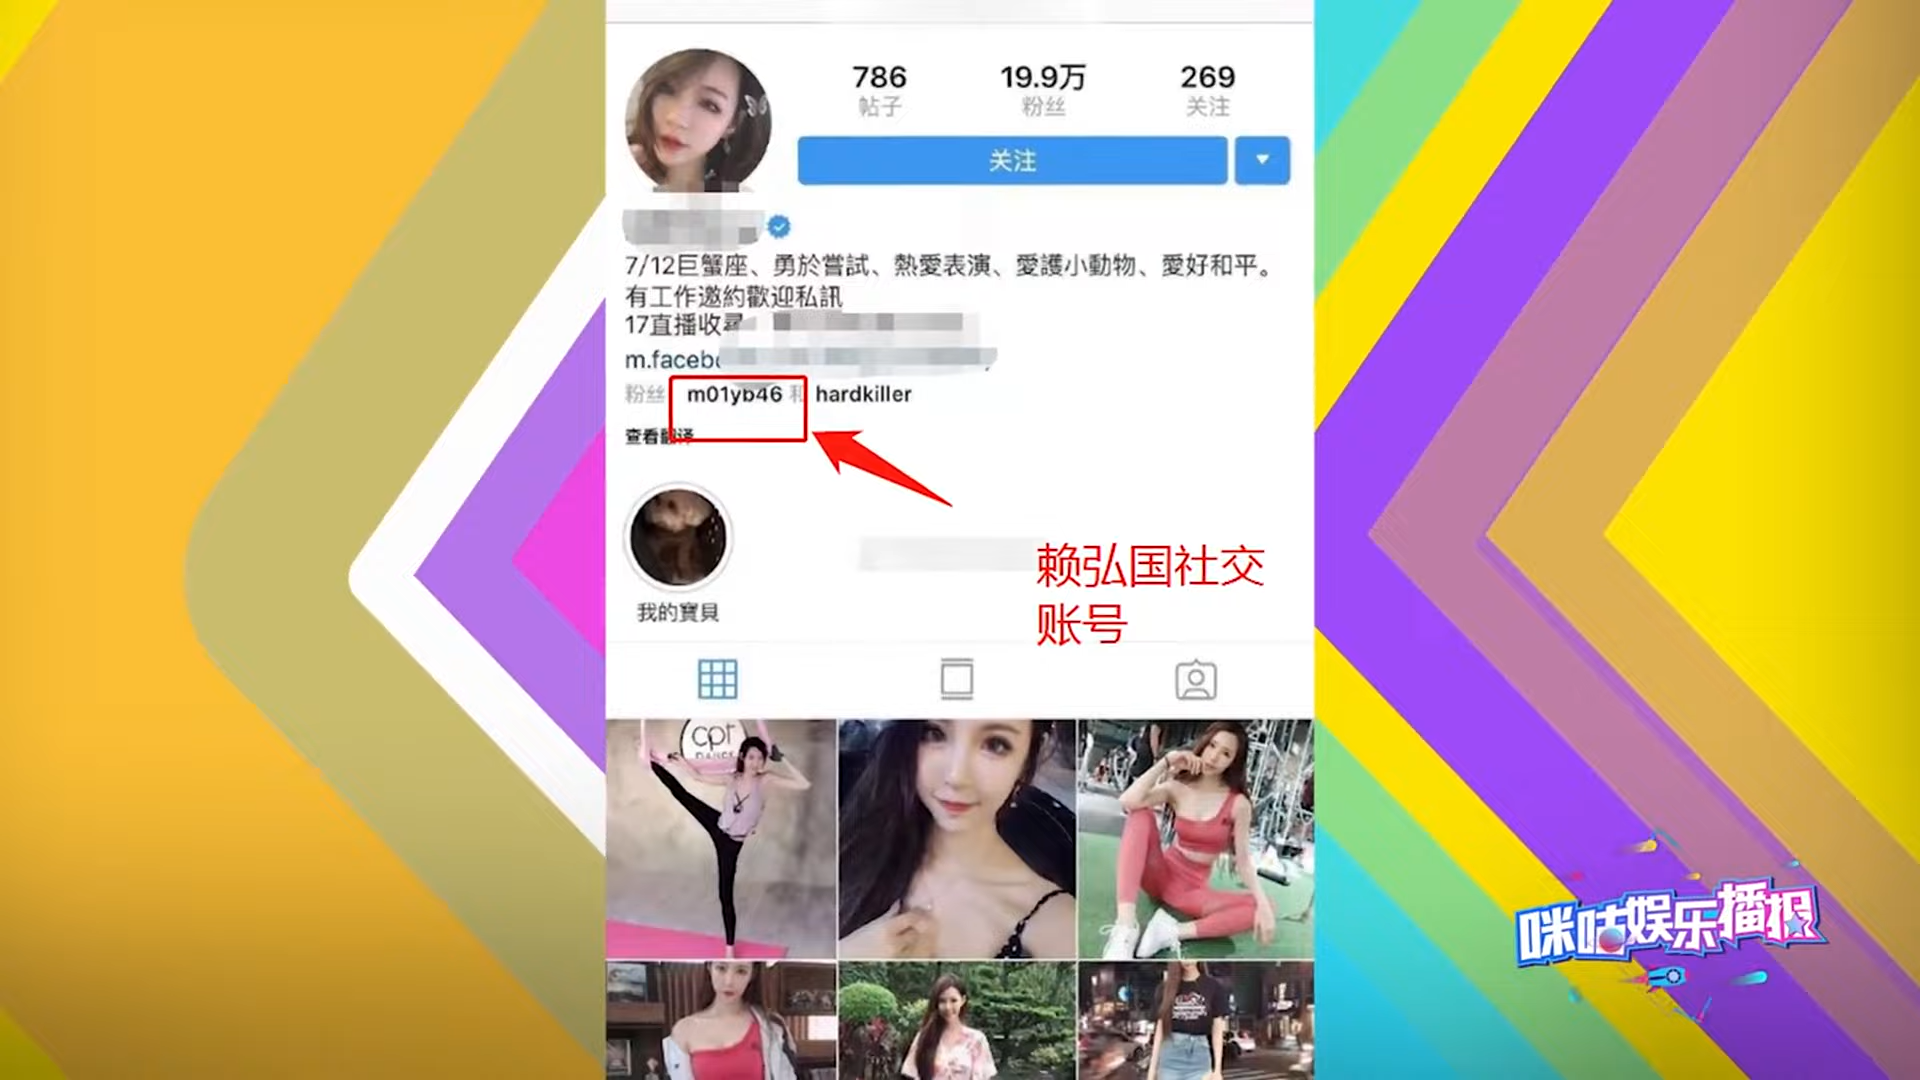 786
19.9万
269
帖子
粉丝
关注
关注
7/12巨蟹座、勇於嘗試、熱愛表演、愛護小動物、愛好和平。
有工作邀約歡迎私訊
17直播收尋
m.facebo
粉丝 m01yb46 和 hardkiller
查看翻译
赖弘国社交
账号
我的寶貝
cpt
DANCE
咪咕娱乐播报